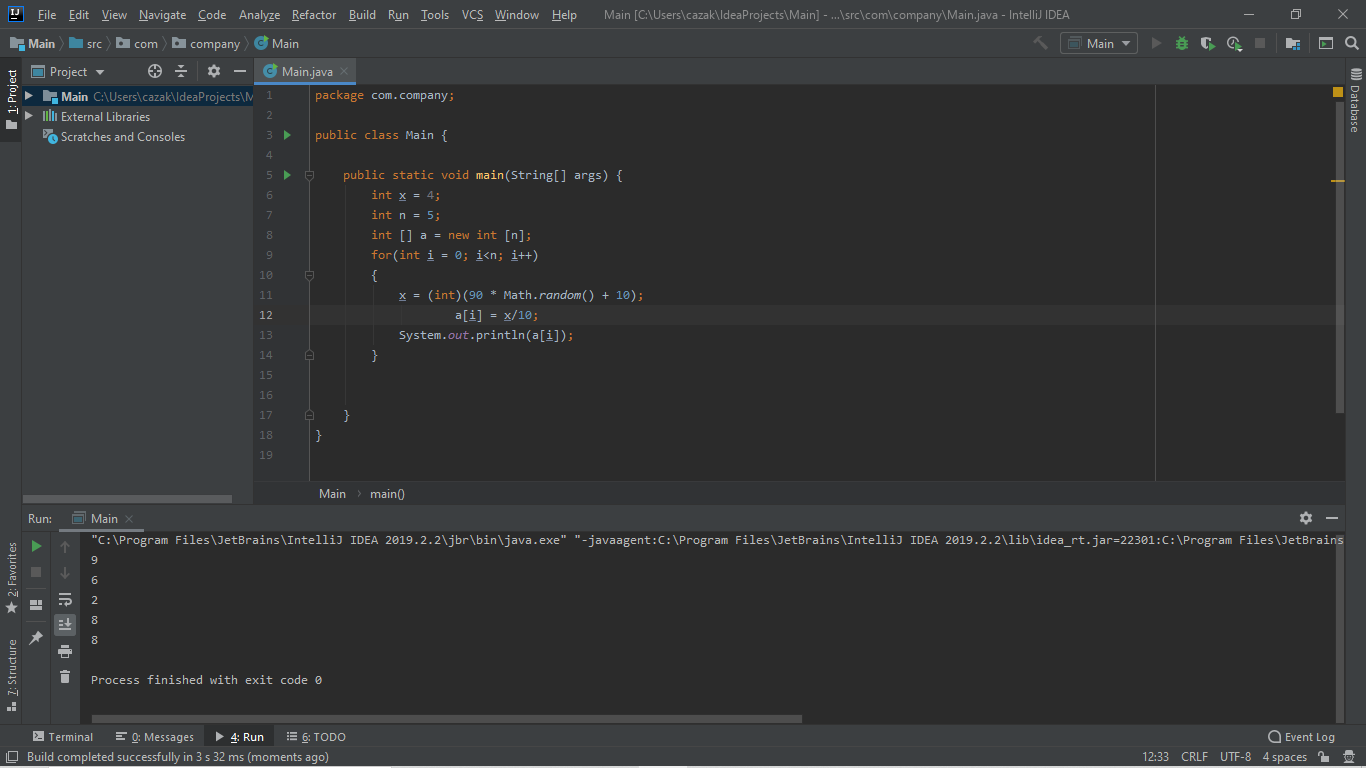 File Edit View Navigate Code Analyze Refactor Build Run Tools VCS Window Help Main [C:\Users\cazak\IdeaProjects\Main] - ...\src\com\company\Main.java - IntelliJ IDEA
Main src com company Main Main
Project Main.java
1: Project
Main C:\Users\cazak\IdeaProjects\M
External Libraries
Scratches and Consoles
Database
1 package com.company;
2
3 public class Main {
4
5 public static void main(String[] args) {
6 int x = 4;
7 int n = 5;
8 int [] a = new int [n];
9 for(int i = 0; i<n; i++)
10 {
11 x = (int)(90 * Math.random() + 10);
12 a[i] = x/10;
13 System.out.println(a[i]);
14 }
15
16
17 }
18 }
19
Main main()
Run: Main
"C:\Program Files\JetBrains\IntelliJ IDEA 2019.2.2\jbr\bin\java.exe" "-javaagent:C:\Program Files\JetBrains\IntelliJ IDEA 2019.2.2\lib\idea_rt.jar=22301:C:\Program Files\JetBrains
9
6
2
8
8
Process finished with exit code 0
2: Favorites
7: Structure
Terminal 0: Messages 4: Run 6: TODO Event Log
Build completed successfully in 3 s 32 ms (moments ago) 12:33 CRLF UTF-8 4 spaces